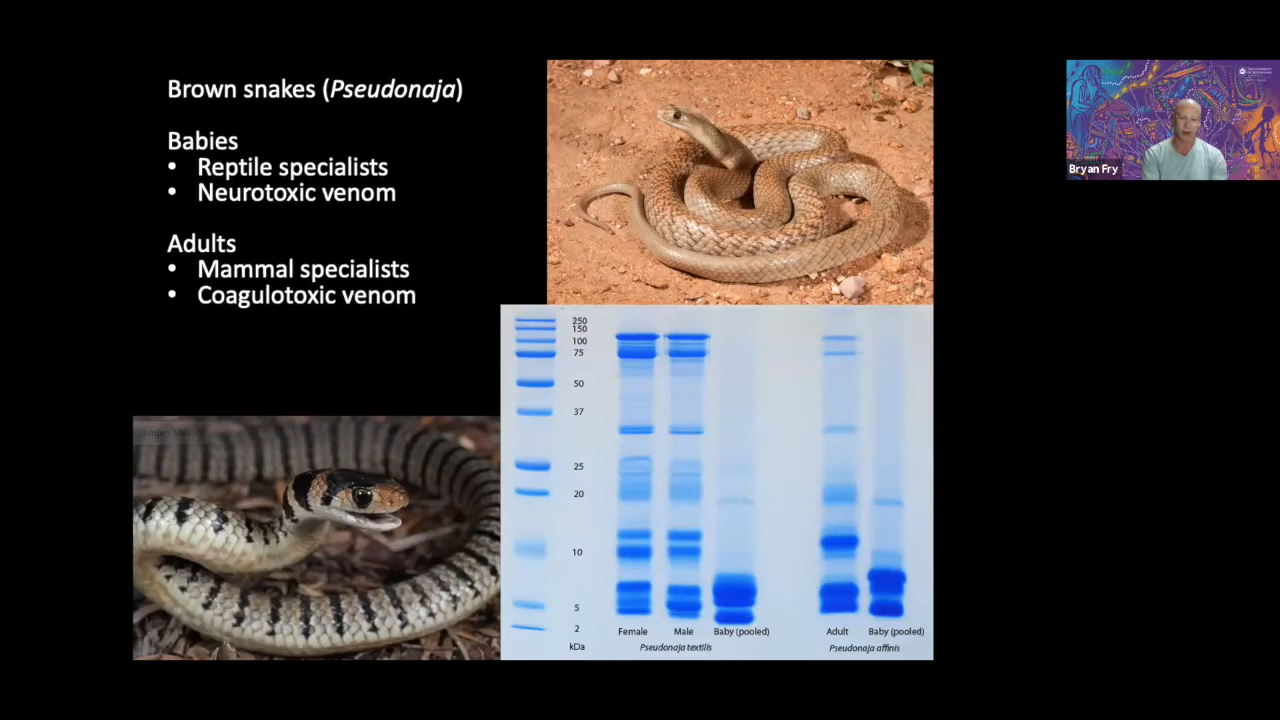 Brown snakes (Pseudonaja)
Babies
• Reptile specialists
• Neurotoxic venom
Adults
• Mammal specialists
• Coagulotoxic venom
Bryan Fry
250
150
100
75
50
37
25
20
10
5
2
kDa
Female
Male
Baby (pooled)
Adult
Baby (pooled)
Pseudonaja textilis
Pseudonaja affinis